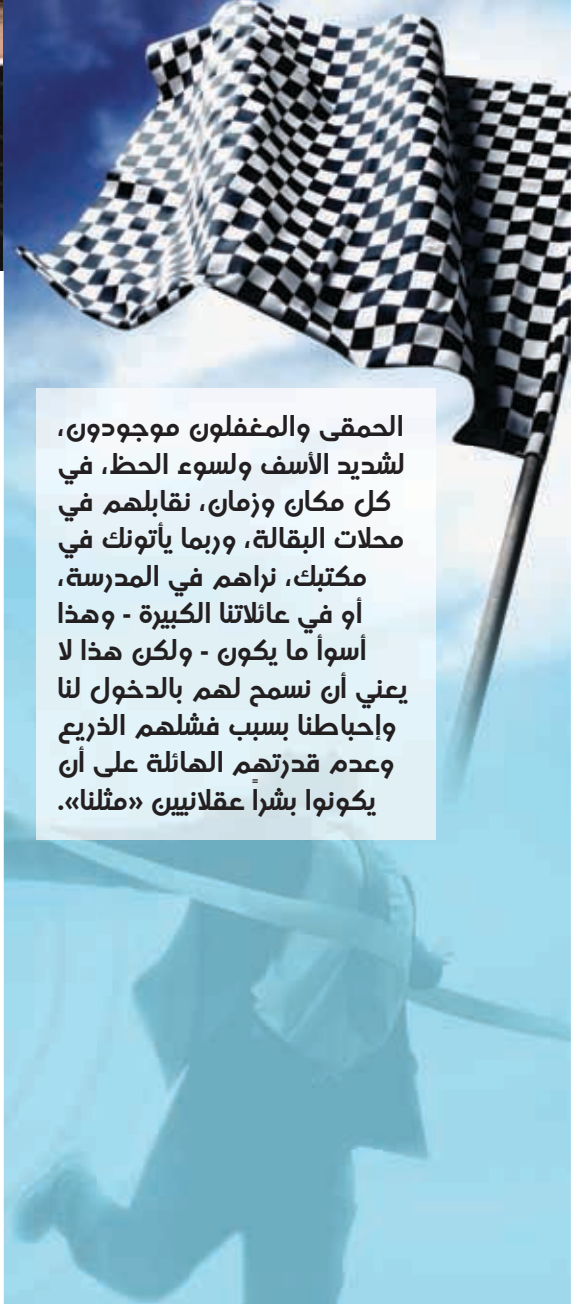 الحمقى والمغفلون موجودون،
لشديد الأسف ولسوء الحظ، في
كل مكان وزمان، نقابلهم في
محلات البقالة، وربما يأتونك في
مكتبك، نراهم في المدرسة،
أو في عائلاتنا الكبيرة - وهذا
أسوأ ما يكون - ولكن هذا لا
يعني أن نسمح لهم بالدخول لنا
وإحباطنا بسبب فشلهم الذريع
وعدم قدرتهم الهائلة على أن
يكونوا بشراً عقلانيين «مثلنا».